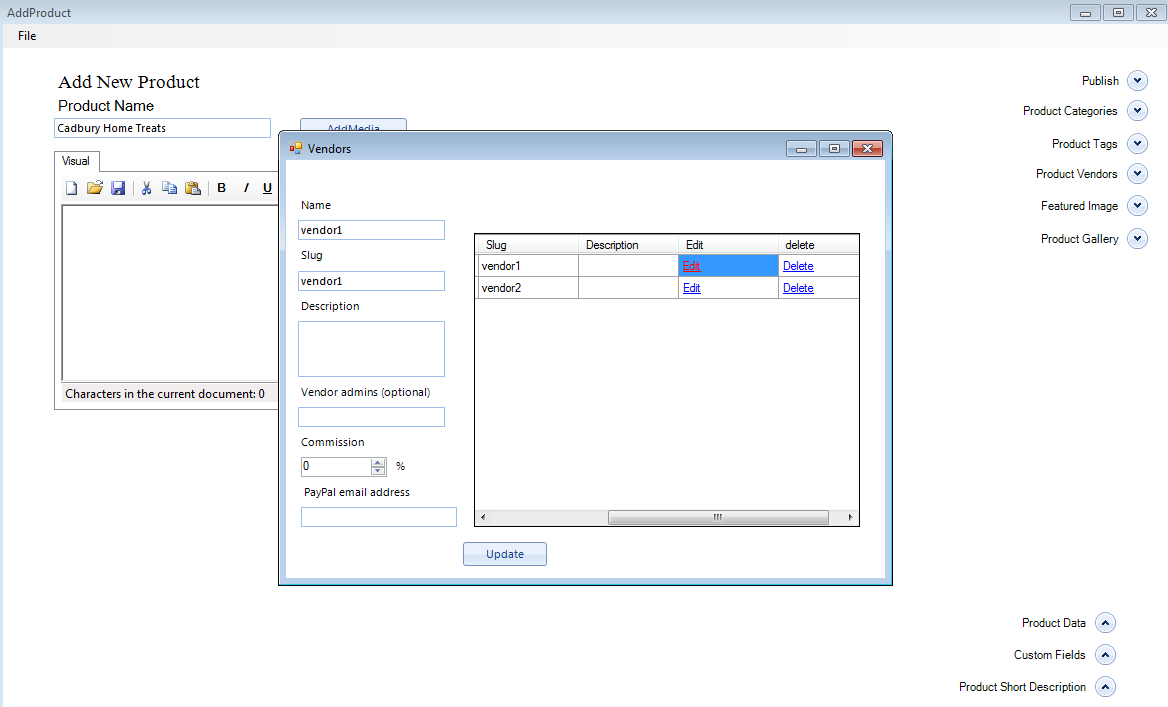 AddProduct
File
Add New Product
Product Name
Cadbury Home Treats
AddMedia
Visual
B I U
Characters in the current document: 0
Vendors
Name
vendor1
Slug
vendor1
Description
Vendor admins (optional)
Commission
0 %
PayPal email address
Slug Description Edit delete
vendor1 Edit Delete
vendor2 Edit Delete
Update
Publish
Product Categories
Product Tags
Product Vendors
Featured Image
Product Gallery
Product Data
Custom Fields
Product Short Description